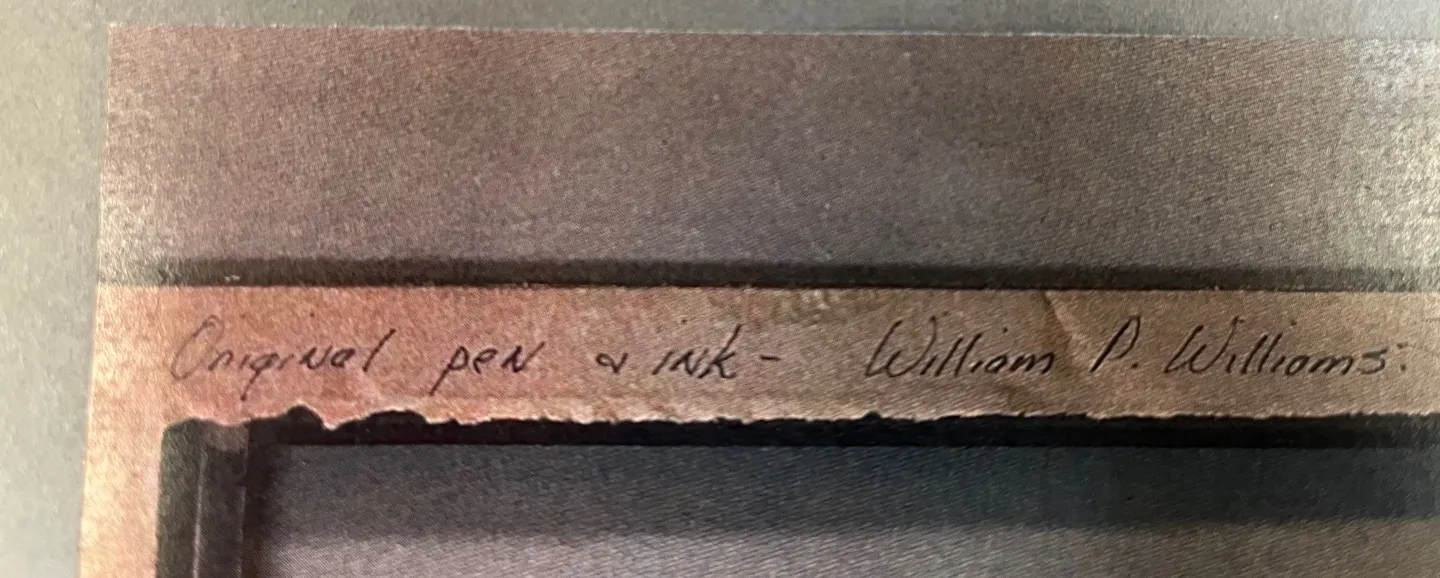 Original pen & ink - William P. Williams: